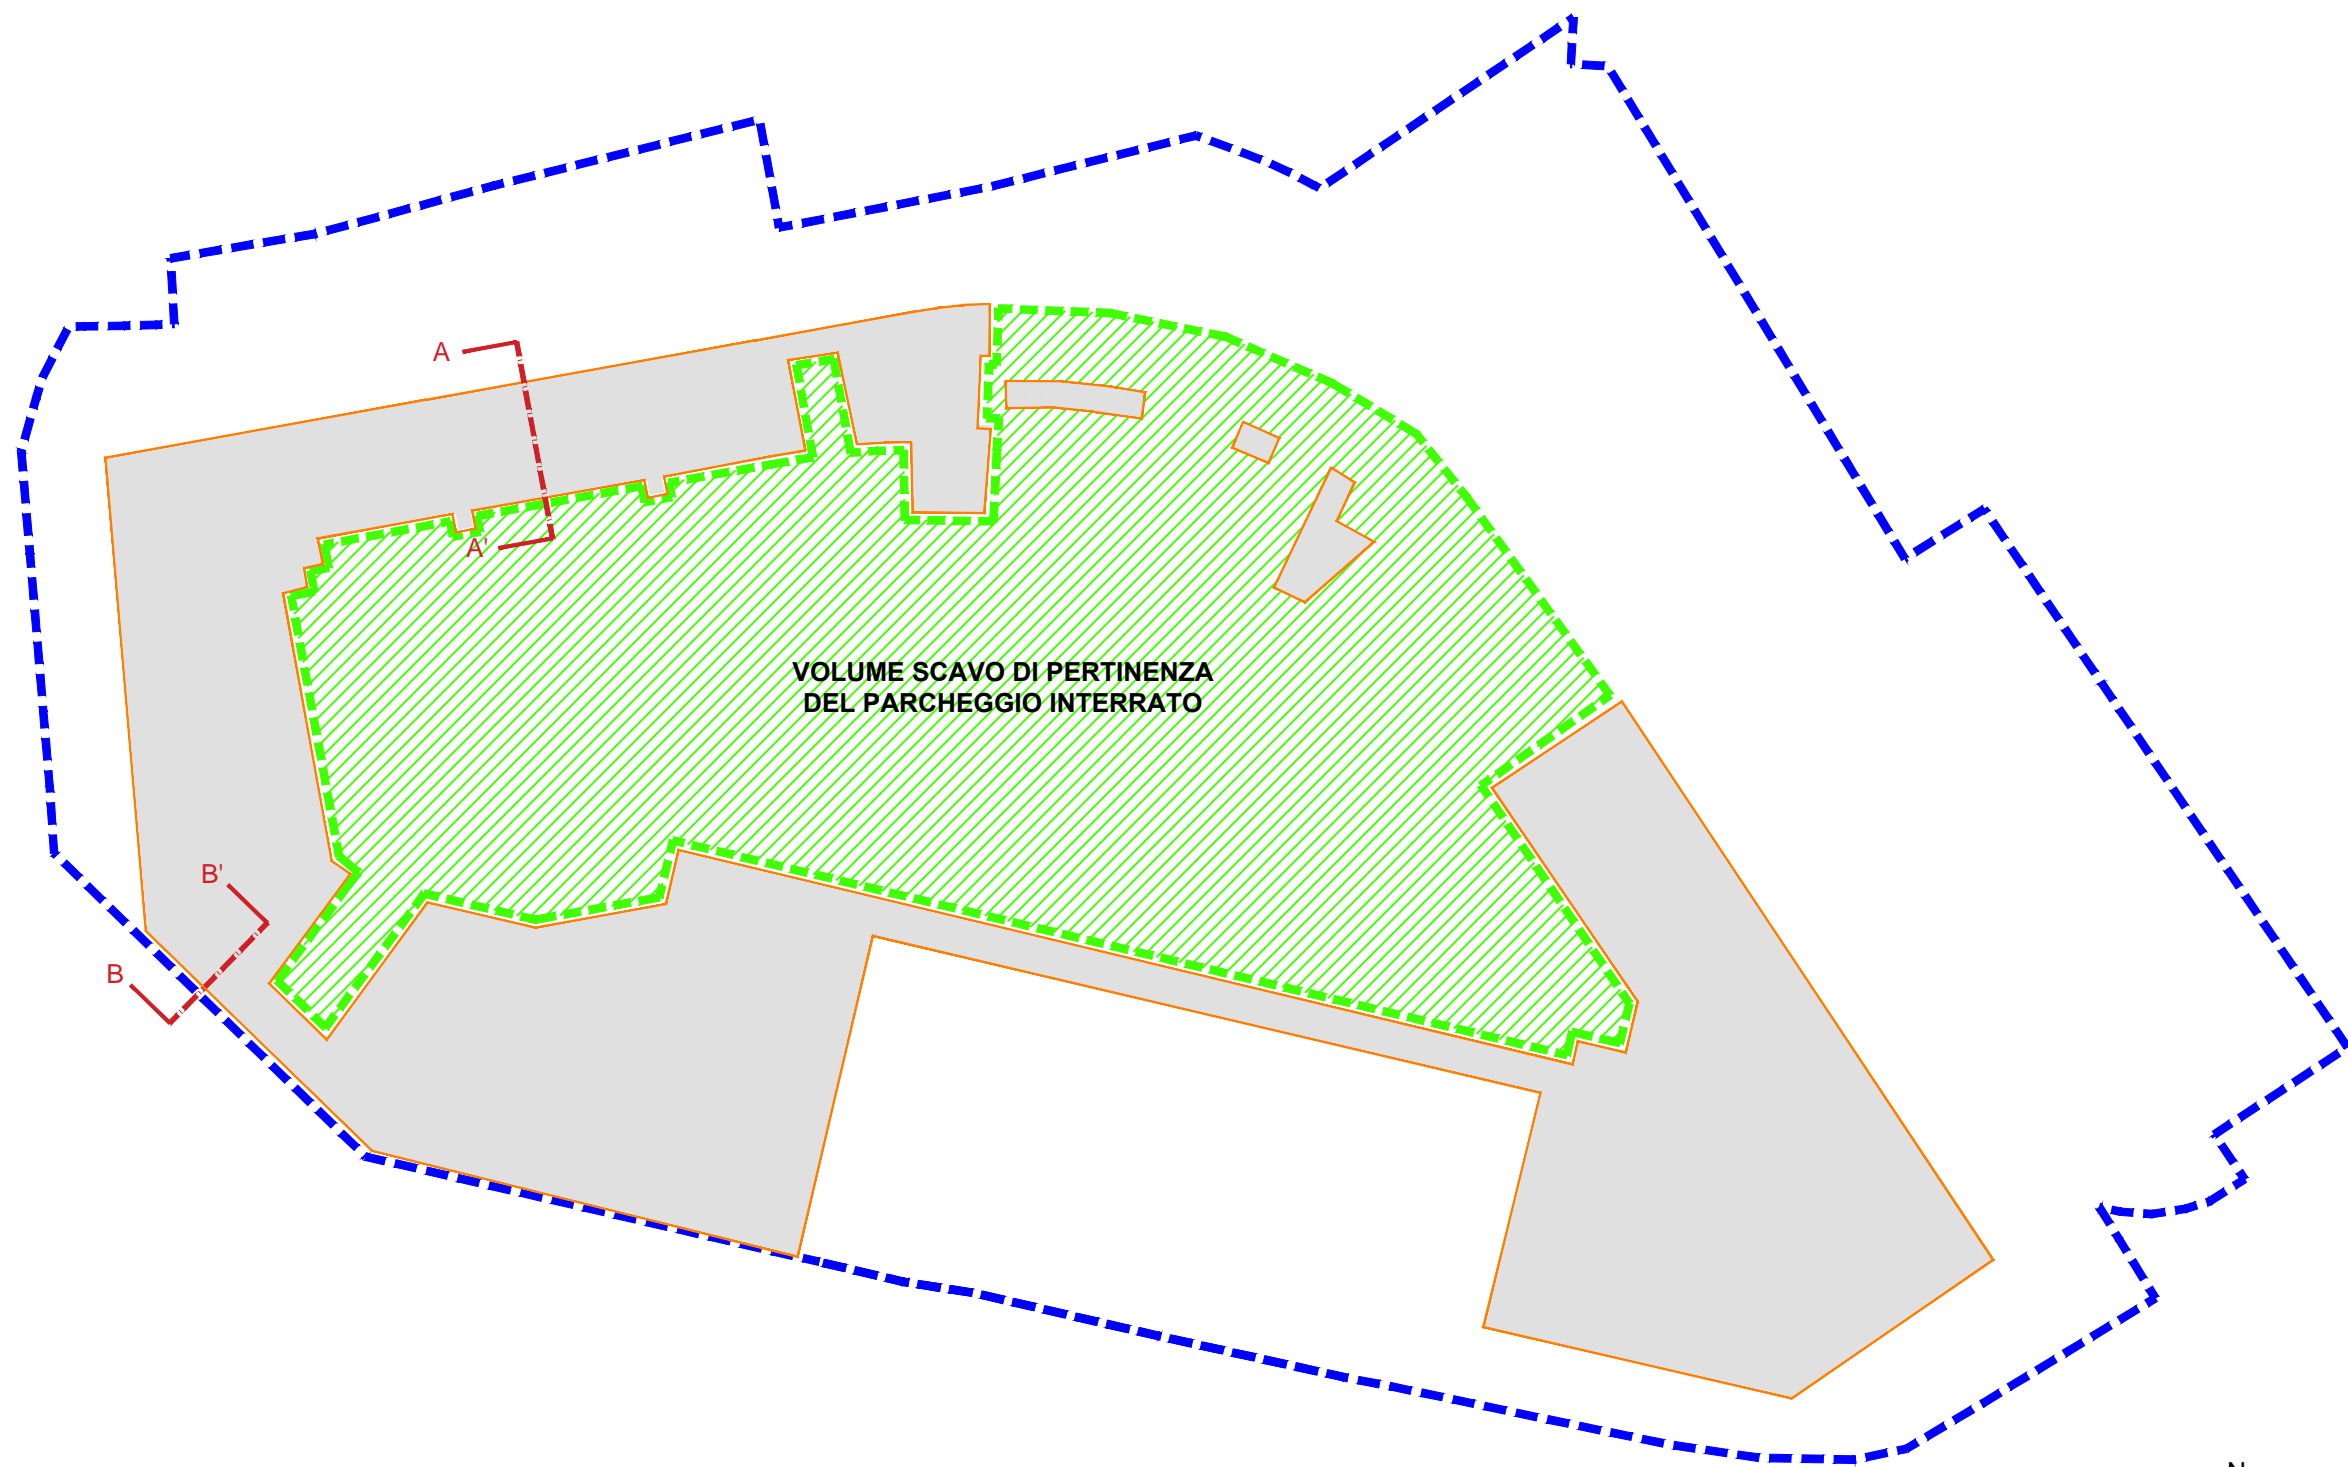 A
A'
VOLUME SCAVO DI PERTINENZA
DEL PARCHEGGIO INTERRATO
B'
B
N